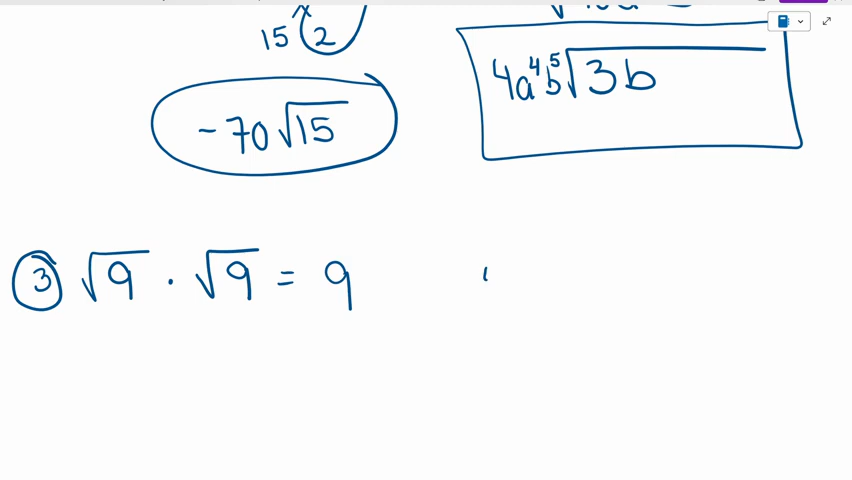 15 2
-70√15
4a⁴b⁵√3b
③ √9 · √9 = 9